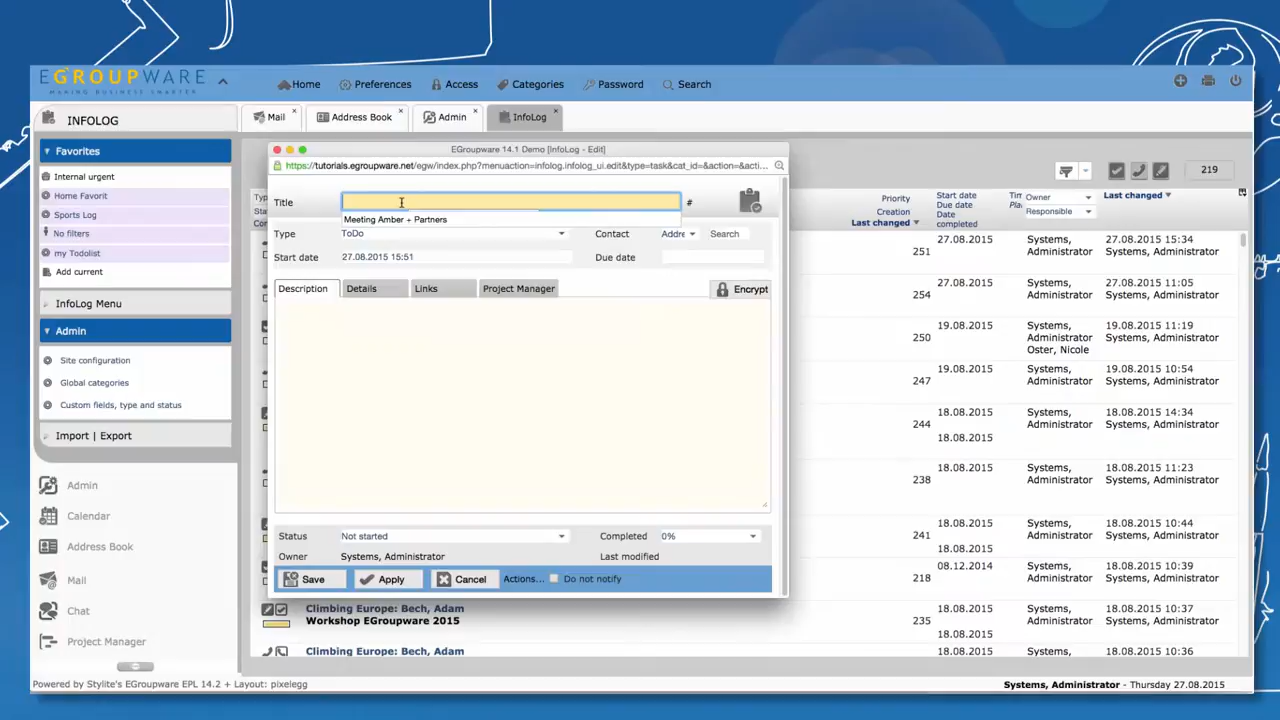 EGROUPWARE
MAKING BUSINESS SMARTER
Home
Preferences
Access
Categories
Password
Search
INFOLOG
Mail
Address Book
Admin
InfoLog
Favorites
Internal urgent
Home Favorit
Sports Log
No filters
my Todolist
Add current
InfoLog Menu
Admin
Site configuration
Global categories
Custom fields, type and status
Import | Export
Admin
Calendar
Address Book
Mail
Chat
Project Manager
EGroupware 14.1 Demo [InfoLog - Edit]
https://tutorials.egroupware.net/egw/index.php?menuaction=infolog.infolog_ui.edit&type=task&cat_id=&action=&acti...
Title
#
Meeting Amber + Partners
Type ToDo
Contact Addre Search
Start date 27.08.2015 15:51
Due date
Description
Details
Links
Project Manager
Encrypt
Status Not started
Completed 0%
Owner Systems, Administrator
Last modified
Save
Apply
Cancel
Actions...
Do not notify
219
Priority
Creation
Last changed
Start date
Due date
Date
completed
Owner
Responsible
Last changed
251
27.08.2015
Systems,
Administrator
27.08.2015 15:34
Systems, Administrator
254
27.08.2015
Systems,
Administrator
27.08.2015 11:05
Systems, Administrator
250
19.08.2015
Systems,
Administrator
Oster, Nicole
19.08.2015 11:19
Systems, Administrator
247
19.08.2015
Systems,
Administrator
19.08.2015 10:54
Systems, Administrator
244
18.08.2015
18.08.2015
Systems,
Administrator
18.08.2015 14:34
Systems, Administrator
238
18.08.2015
Systems,
Administrator
18.08.2015 11:23
Systems, Administrator
241
18.08.2015
18.08.2015
Systems,
Administrator
18.08.2015 10:44
Systems, Administrator
218
08.12.2014
Systems,
Administrator
18.08.2015 10:39
Systems, Administrator
Climbing Europe: Bech, Adam
Workshop EGroupware 2015
235
18.08.2015
18.08.2015
Systems,
Administrator
18.08.2015 10:37
Systems, Administrator
Climbing Europe: Bech, Adam
18.08.2015
Systems,
18.08.2015 10:36
Powered by Stylite's EGroupware EPL 14.2 + Layout: pixelegg
Systems, Administrator - Thursday 27.08.2015